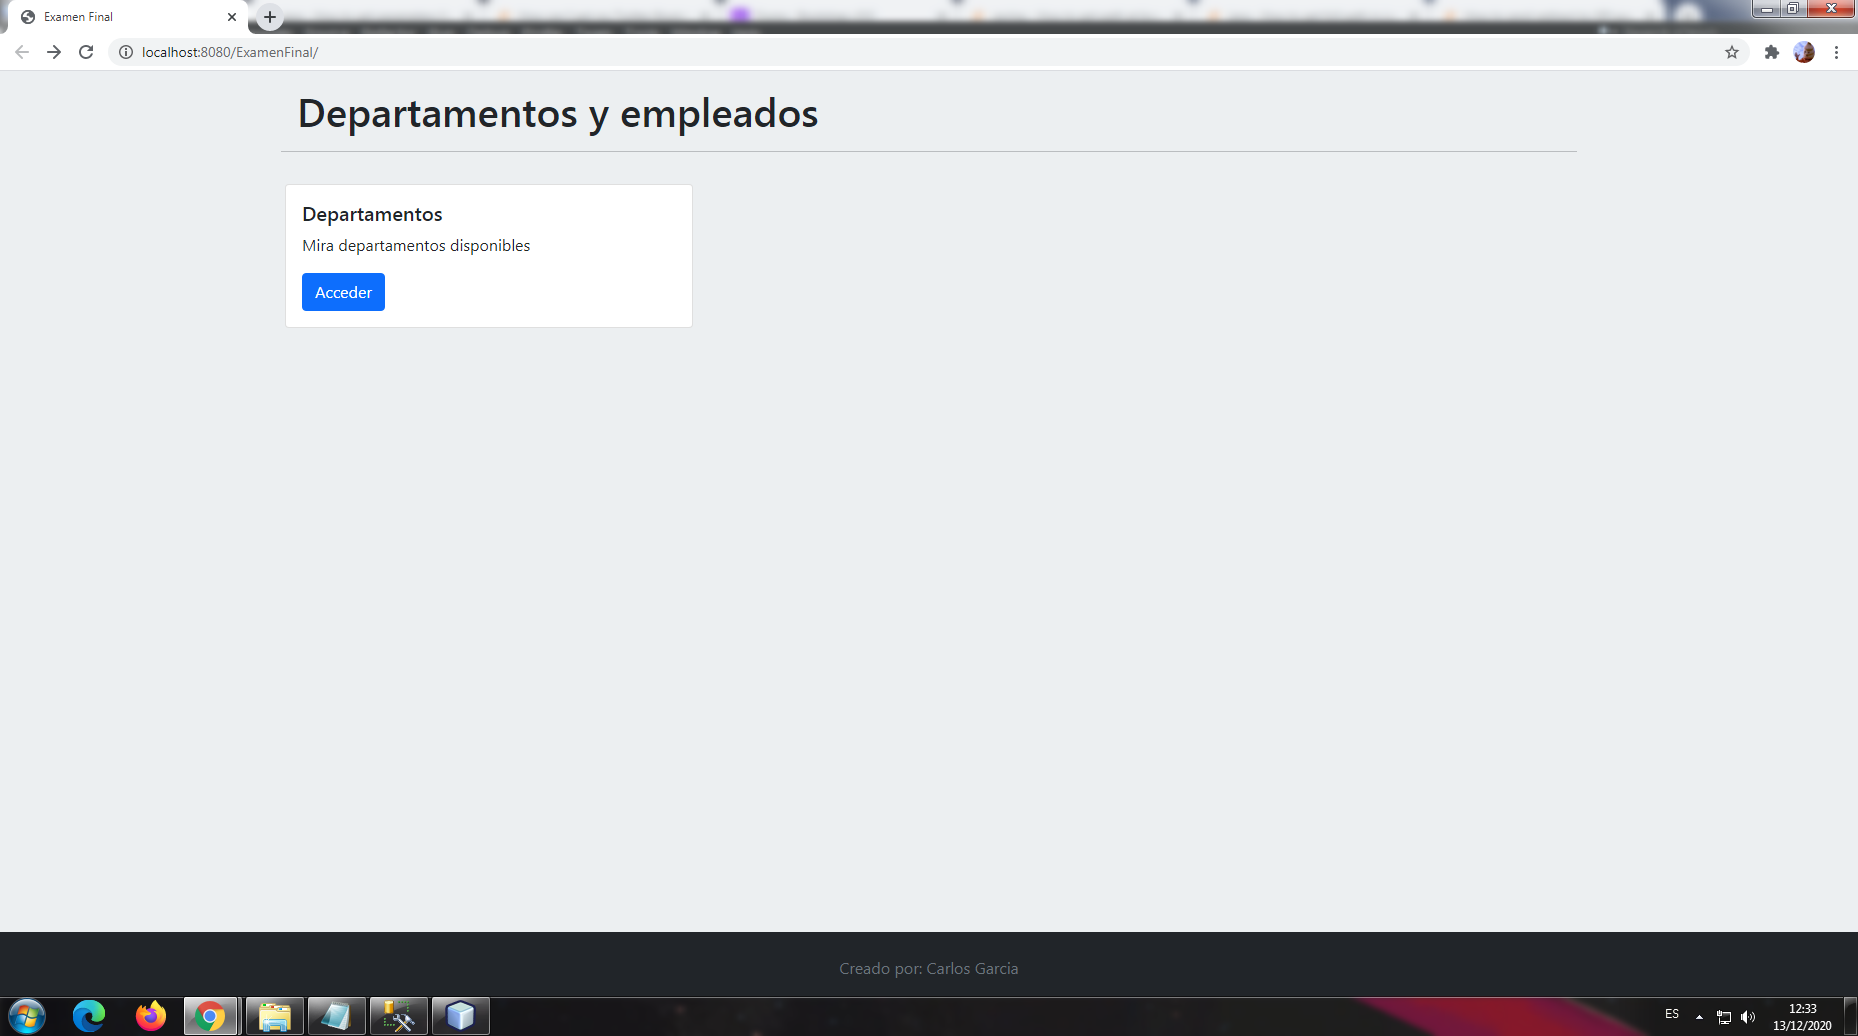 Examen Final
localhost:8080/ExamenFinal/
Departamentos y empleados
Departamentos
Mira departamentos disponibles
Acceder
Creado por: Carlos Garcia
ES
12:33
13/12/2020